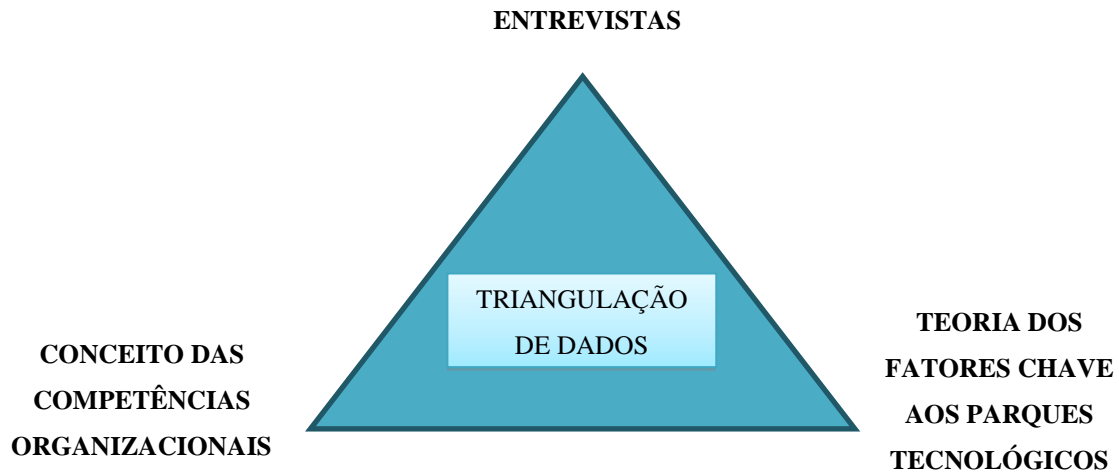 ENTREVISTAS
TRIANGULAÇÃO
DE DADOS
CONCEITO DAS
COMPETÊNCIAS
ORGANIZACIONAIS
TEORIA DOS
FATORES CHAVE
AOS PARQUES
TECNOLÓGICOS